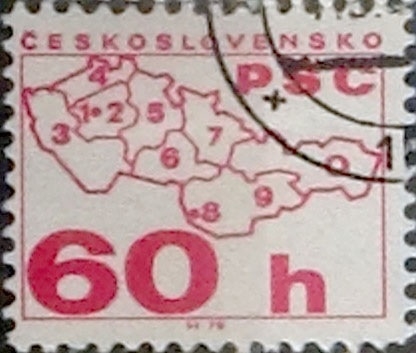 ČESKOSLOVENSKO
PSČ
4
1 2 5
3 7
6 0
8 9
60 h